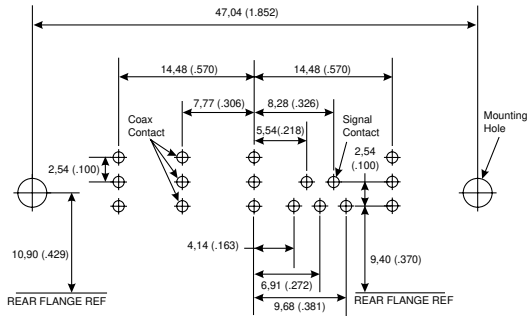 47,04 (1.852)
14,48 (.570)
14,48 (.570)
7,77 (.306)
8,28 (.326)
Coax
Contact
5,54(.218)
Signal
Contact
Mounting
Hole
2,54
(.100)
2,54
(.100)
4,14 (.163)
10,90 (.429)
9,40 (.370)
6,91 (.272)
REAR FLANGE REF
9,68 (.381)
REAR FLANGE REF